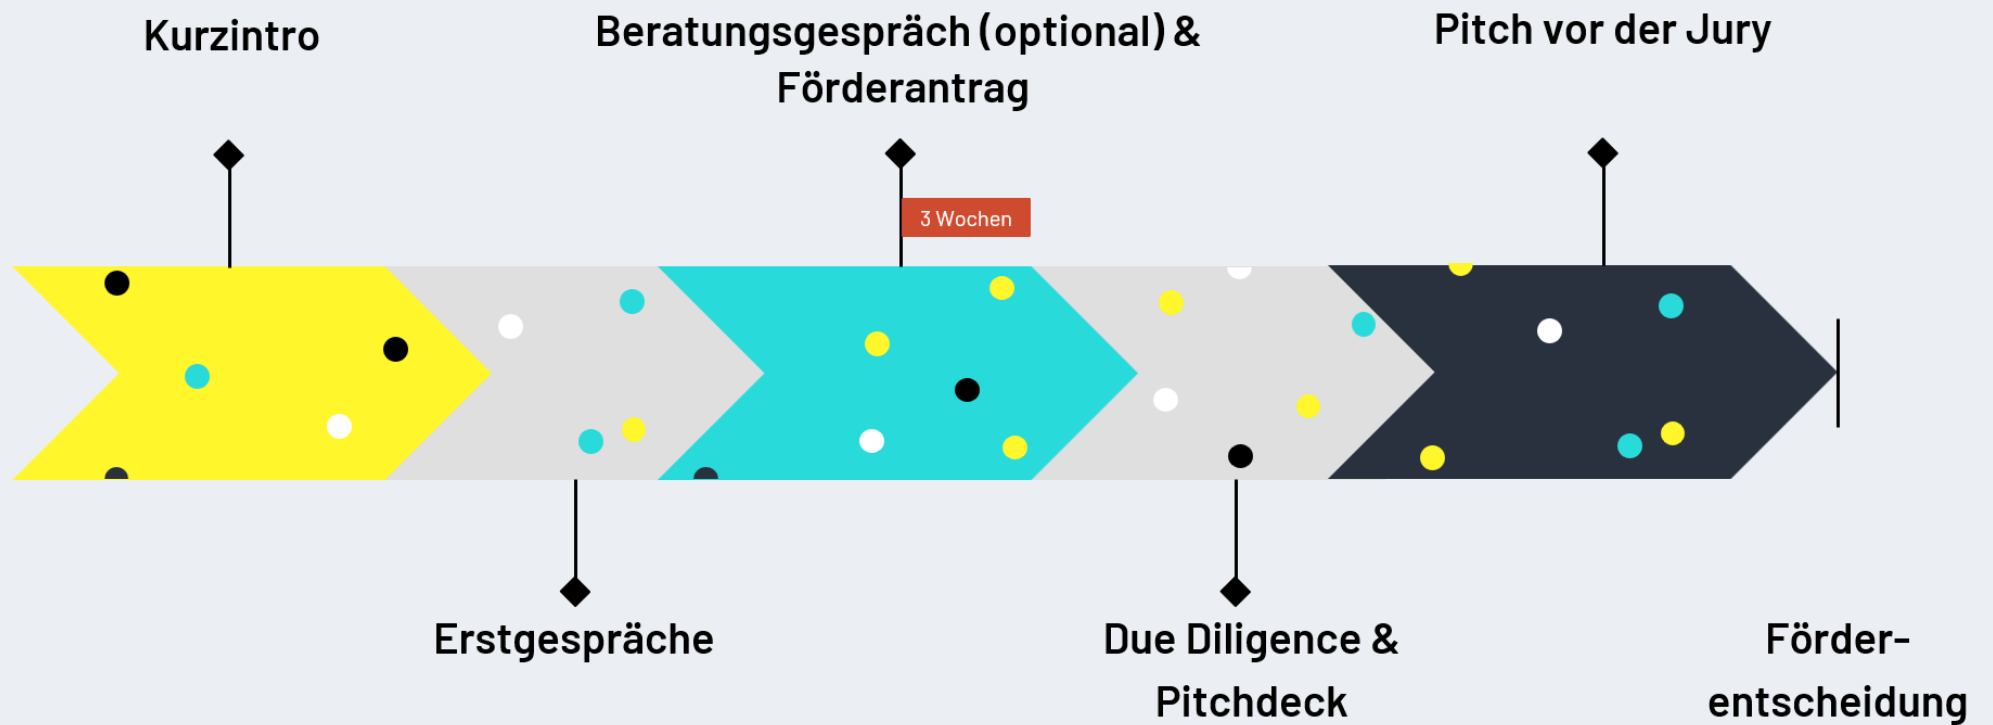 Kurzintro
Beratungsgespräch (optional) &
Förderantrag
Pitch vor der Jury
3 Wochen
Erstgespräche
Due Diligence &
Pitchdeck
Förder-
entscheidung